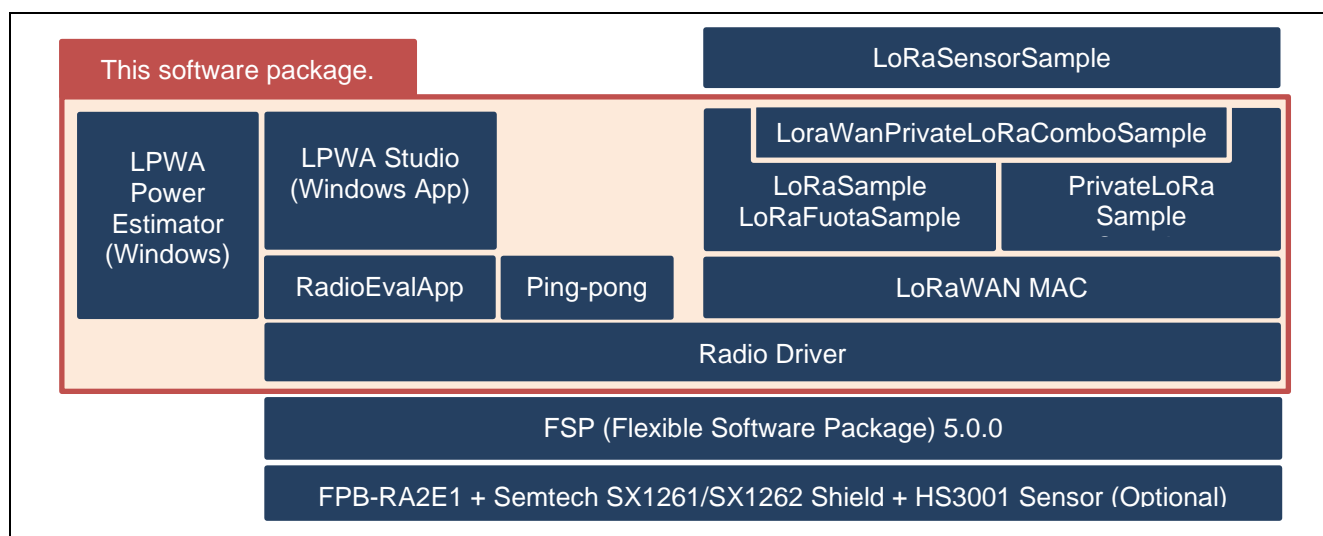 This software package.
LoRaSensorSample
LPWA
Power
Estimator
(Windows)
LPWA Studio
(Windows App)
LoraWanPrivateLoRaComboSample
LoRaSample
LoRaFuotaSample
PrivateLoRa
Sample
RadioEvalApp
Ping-pong
LoRaWAN MAC
Radio Driver
FSP (Flexible Software Package) 5.0.0
FPB-RA2E1 + Semtech SX1261/SX1262 Shield + HS3001 Sensor (Optional)